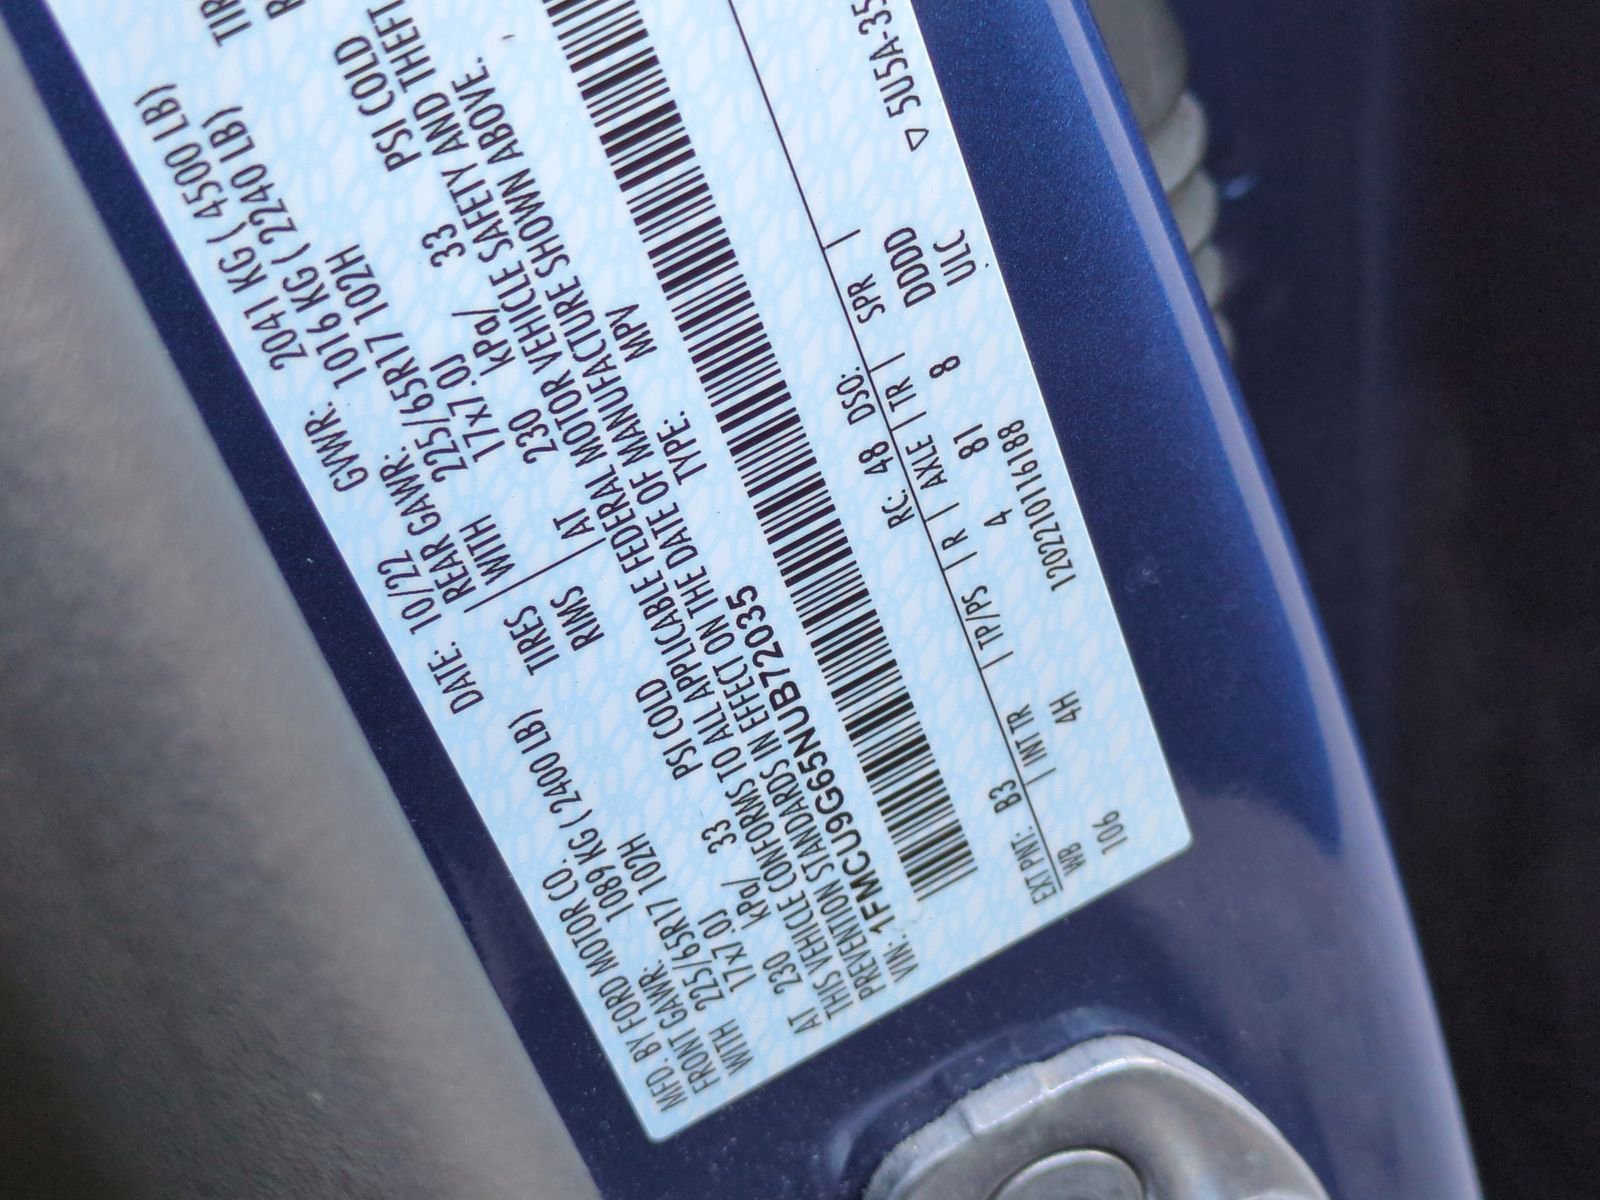 MFD. BY FORD MOTOR CO.
DATE: 10/22 GVWR: 2041 KG ( 4500 LB)
FRONT GAWR: 1089 KG ( 2400 LB) REAR GAWR: 1016 KG ( 2240 LB)
WITH 225/65R17 102H TIRES WITH 225/65R17 102H
17x7.0J RIMS 17x7.0J
AT 230 kPa/ 33 PSI COLD AT 230 kPa/ 33 PSI COLD
THIS VEHICLE CONFORMS TO ALL APPLICABLE FEDERAL MOTOR VEHICLE SAFETY AND THEFT
PREVENTION STANDARDS IN EFFECT ON THE DATE OF MANUFACTURE SHOWN ABOVE.
VIN: 1FMCU9G65NUB72035 TYPE: MPV
EXT PNT: B3 RC: 48 DSO:
WB | INT TR | TP/PS | R | AXLE | TR | SPR |
106 4H 4 81 8 DDDD
1202210116188 ULC
▽ 5U5A-35